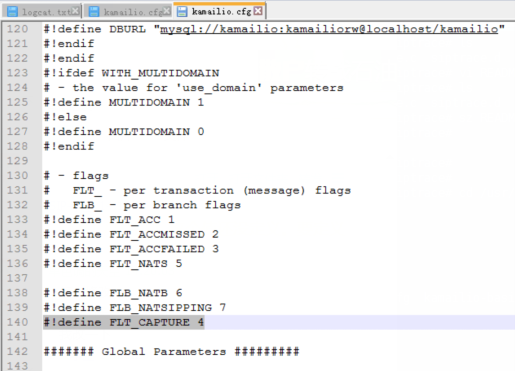 logcat.txt kamailio.cfg kamailio.cfg
120 #!define DBURL "mysql://kamailio:kamailiorw@localhost/kamailio"
121 #!endif
122 #!endif
123 #!ifdef WITH_MULTIDOMAIN
124 # - the value for 'use_domain' parameters
125 #!define MULTIDOMAIN 1
126 #!else
127 #!define MULTIDOMAIN 0
128 #!endif
129
130 # - flags
131 #   FLT_ - per transaction (message) flags
132 #   FLB_ - per branch flags
133 #!define FLT_ACC 1
134 #!define FLT_ACCMISSED 2
135 #!define FLT_ACCFAILED 3
136 #!define FLT_NATS 5
137
138 #!define FLB_NATB 6
139 #!define FLB_NATSIPPING 7
140 #!define FLT_CAPTURE 4
141
142 ####### Global Parameters #########
143